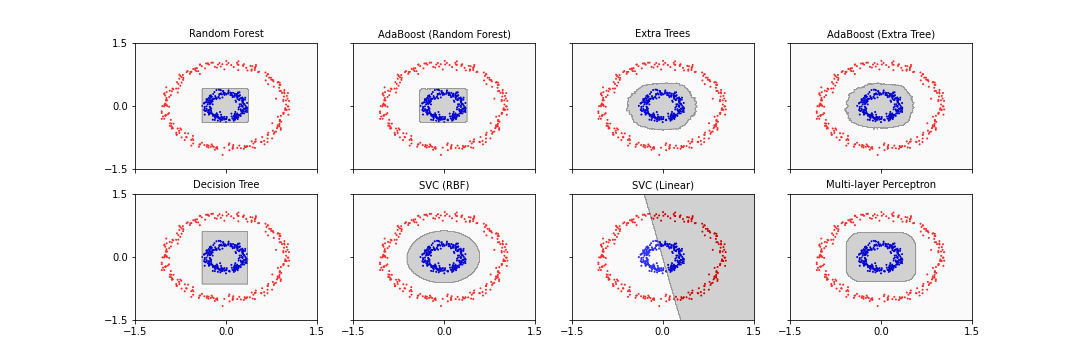 Random Forest AdaBoost (Random Forest) Extra Trees AdaBoost (Extra Tree)
1.5
0.0
−1.5
Decision Tree SVC (RBF) SVC (Linear) Multi-layer Perceptron
1.5
0.0
−1.5
−1.5 0.0 1.5 −1.5 0.0 1.5 −1.5 0.0 1.5 −1.5 0.0 1.5